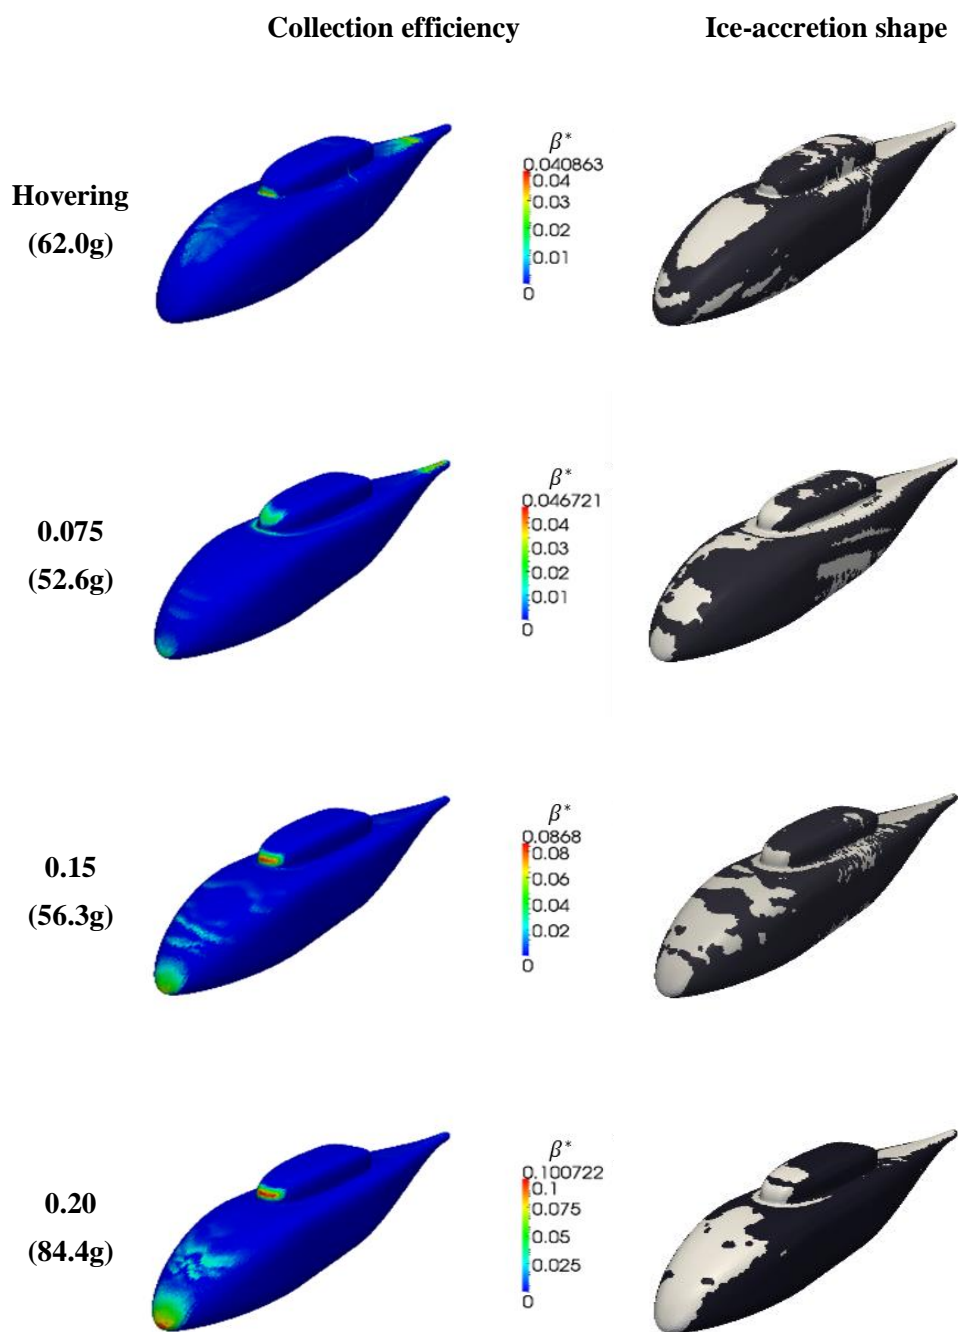 Collection efficiency Ice-accretion shape
Hovering
(62.0g)
β*
0.040863
0.04
0.03
0.02
0.01
0
0.075
(52.6g)
β*
0.046721
0.04
0.03
0.02
0.01
0
0.15
(56.3g)
β*
0.0868
0.08
0.06
0.04
0.02
0
0.20
(84.4g)
β*
0.100722
0.1
0.075
0.05
0.025
0